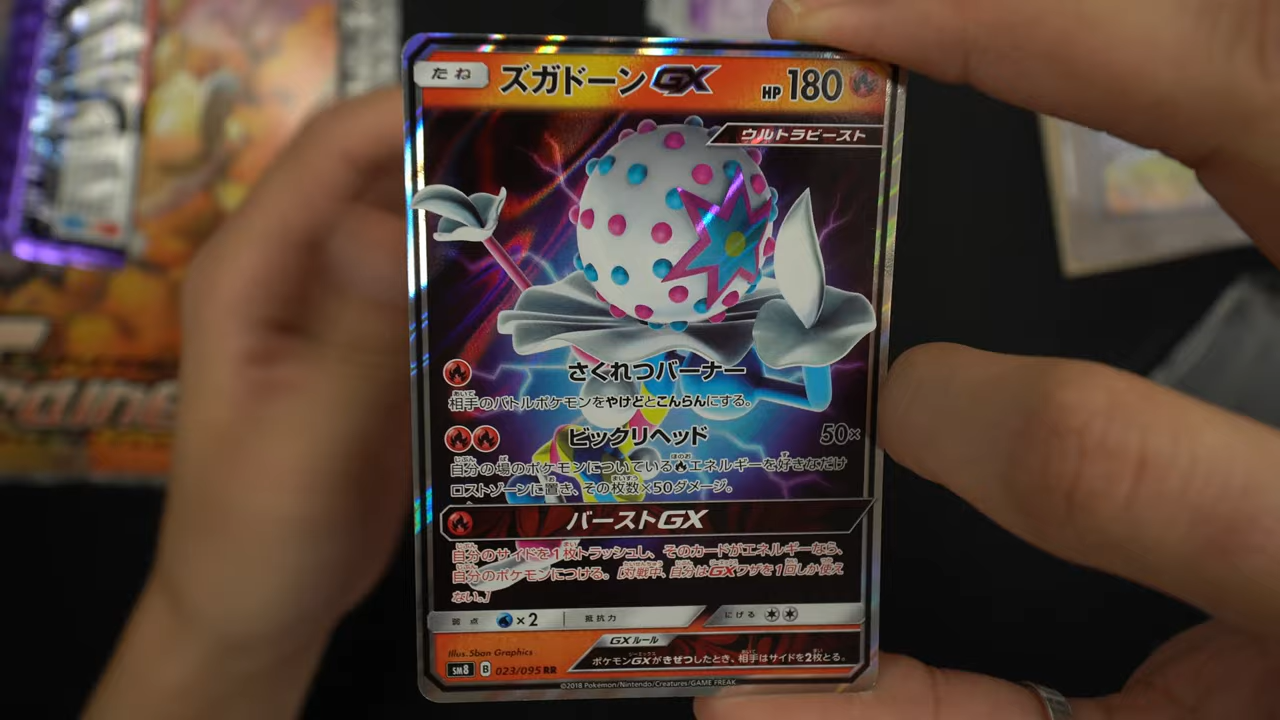 たね ズガドーンGX HP 180
ウルトラビースト
さくれつバーナー
相手のバトルポケモンをやけどとこんらんにする。
ビックリヘッド 50×
自分の場のポケモンについている エネルギーを好きなだけ
ロストゾーンに置き、その枚数×50ダメージ。
バーストGX
自分のサイドを1枚トラッシュし、そのカードがエネルギーなら、
自分のポケモンにつける。[対戦中、自分はGXワザを1回しか使え
ない。]
弱点 ×2 抵抗力 にげる
GXルール
Illus. 5ban Graphics
ポケモンGXがきぜつしたとき、相手はサイドを2枚とる。
SM8 B 023/095 RR
©2018 Pokémon/Nintendo/Creatures/GAME FREAK